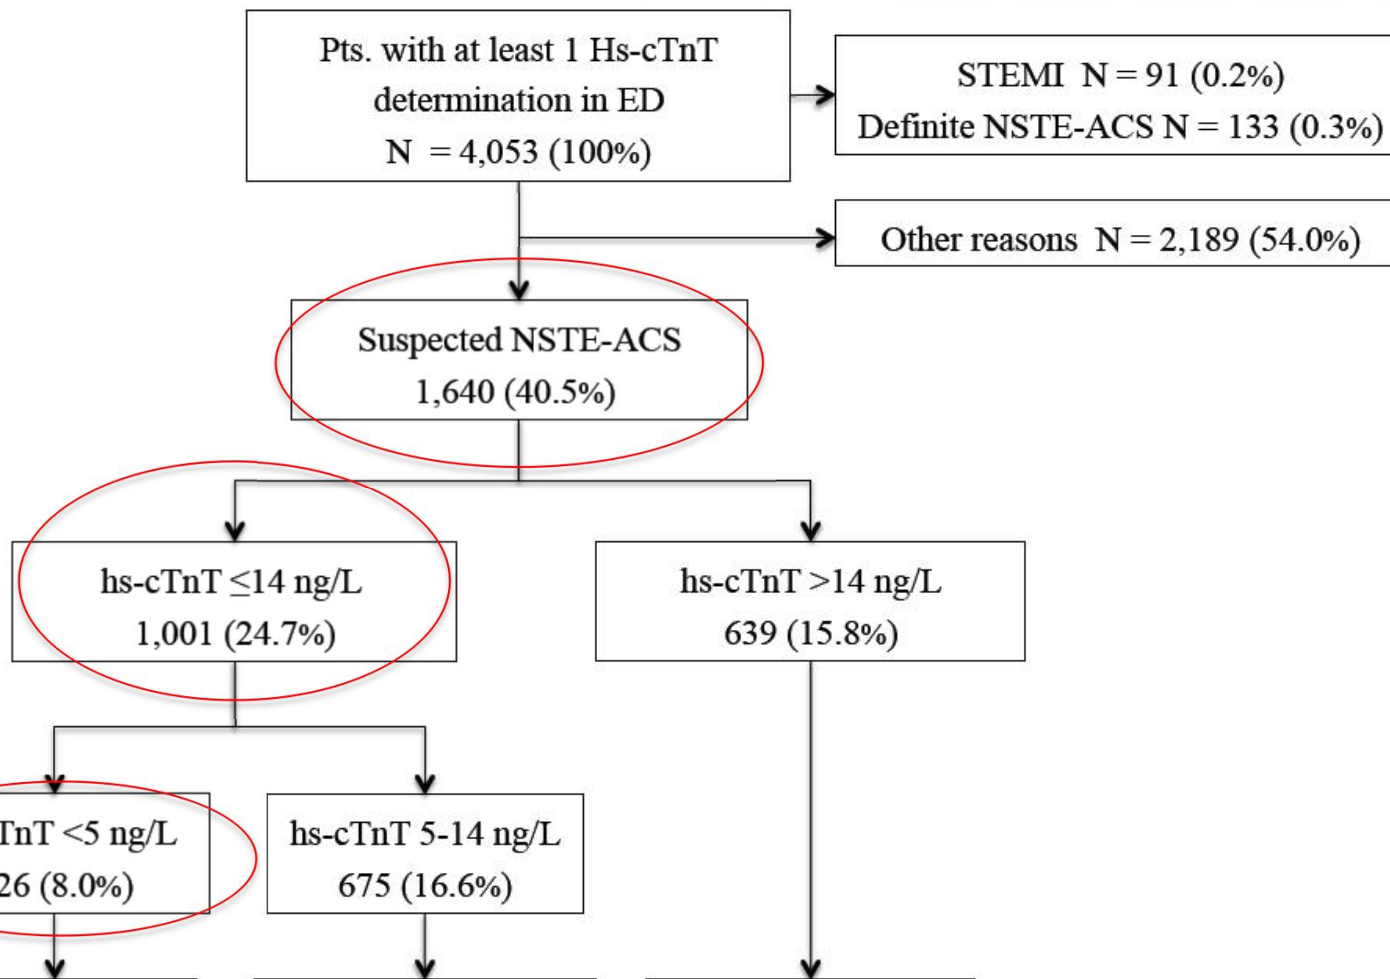 Pts. with at least 1 Hs-cTnT
determination in ED
N = 4,053 (100%)
STEMI N = 91 (0.2%)
Definite NSTE-ACS N = 133 (0.3%)
Other reasons N = 2,189 (54.0%)
Suspected NSTE-ACS
1,640 (40.5%)
hs-cTnT ≤14 ng/L
1,001 (24.7%)
hs-cTnT >14 ng/L
639 (15.8%)
TnT <5 ng/L
26 (8.0%)
hs-cTnT 5-14 ng/L
675 (16.6%)